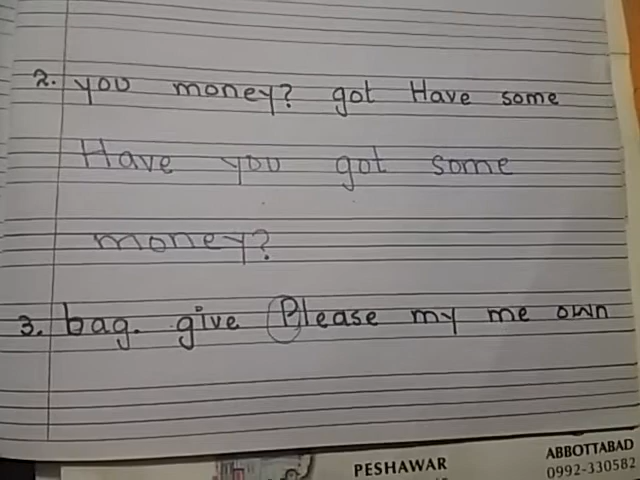 2. you money? got Have some
Have you got some
money?
3. bag. give Please my me own
PESHAWAR
ABBOTTABAD
0992-330582